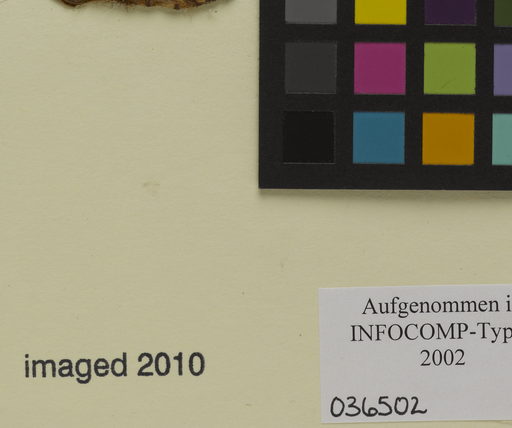 Aufgenommen i
INFOCOMP-Typ
2002
imaged 2010
036502